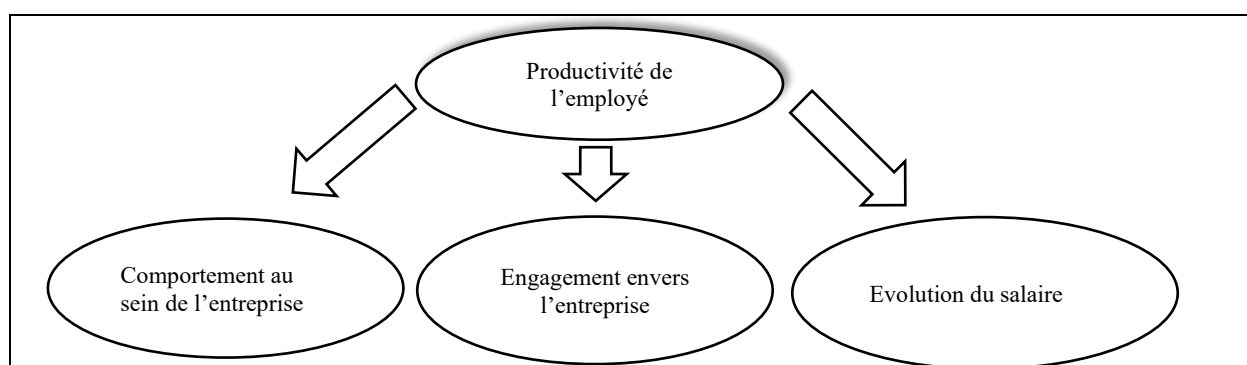 Productivité de
l’employé
Comportement au
sein de l’entreprise
Engagement envers
l’entreprise
Evolution du salaire